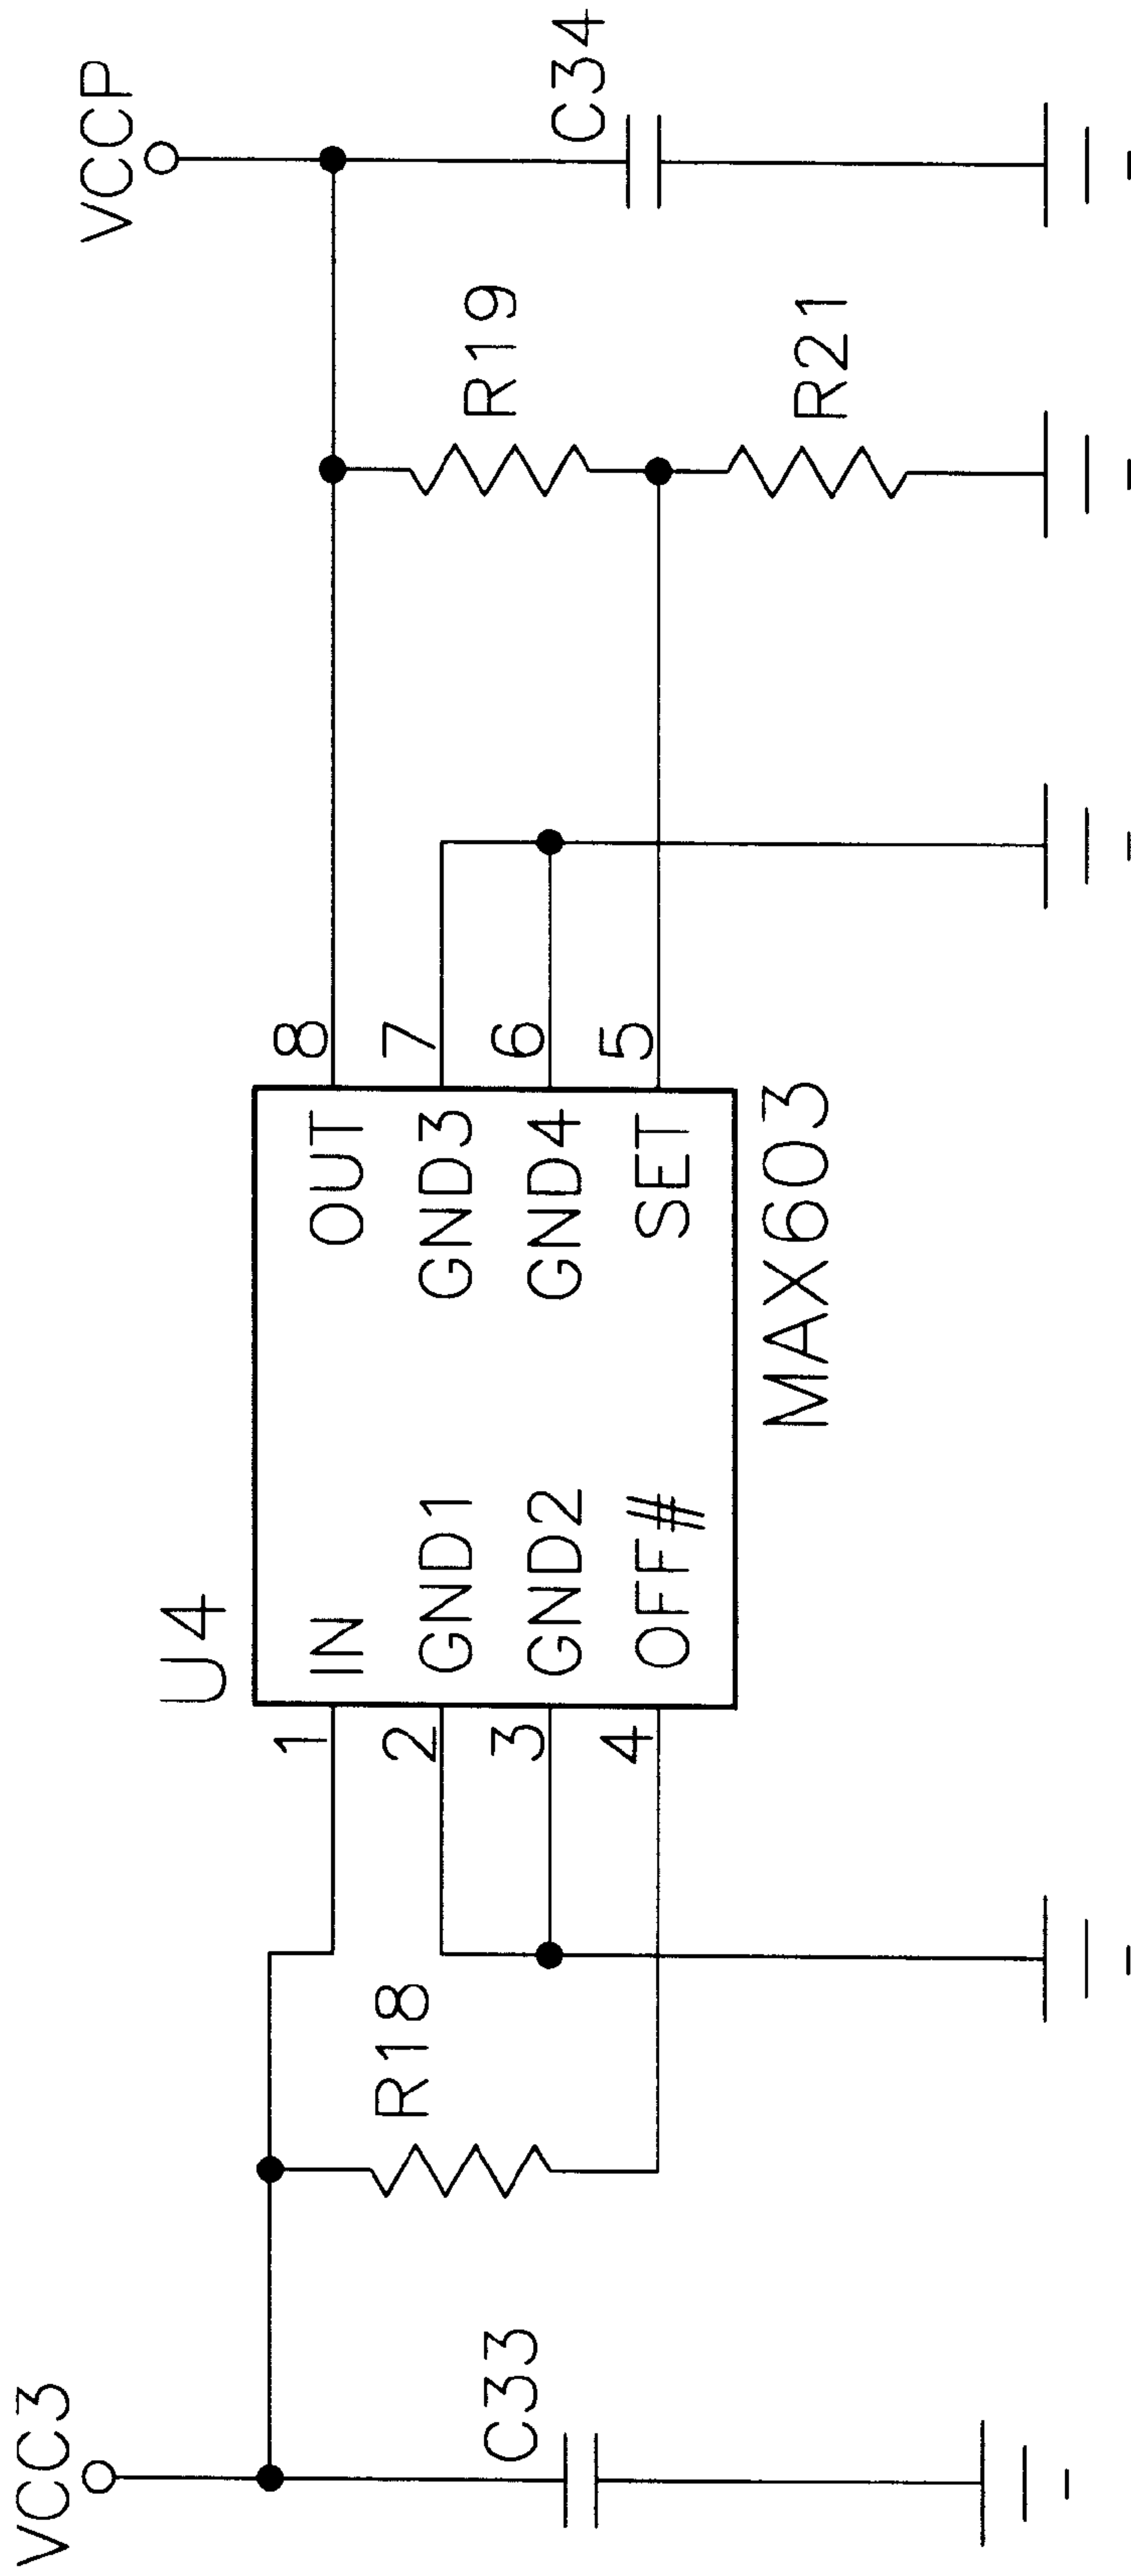 VCC3
VCCP
U4
1
IN
OUT
8
2
GND1
GND3
7
3
GND2
GND4
6
4
OFF#
SET
5
MAX603
R18
C33
R19
R21
C34